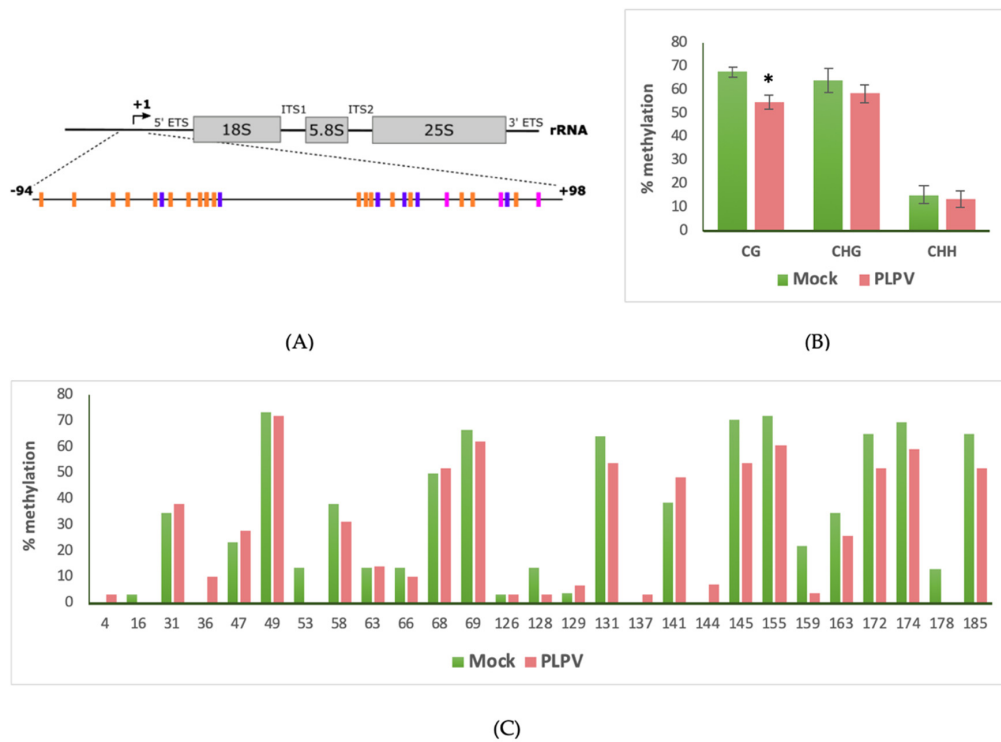 +1
5' ETS
ITS1
ITS2
3' ETS
18S
5.8S
25S
rRNA
-94
+98
(A)
80
70
60
50
40
30
20
10
0
% methylation
*
CG CHG CHH
Mock PLPV
(B)
80
70
60
50
40
30
20
10
0
% methylation
4 16 31 36 47 49 53 58 63 66 68 69 126 128 129 131 137 141 144 145 155 159 163 172 174 178 185
Mock PLPV
(C)